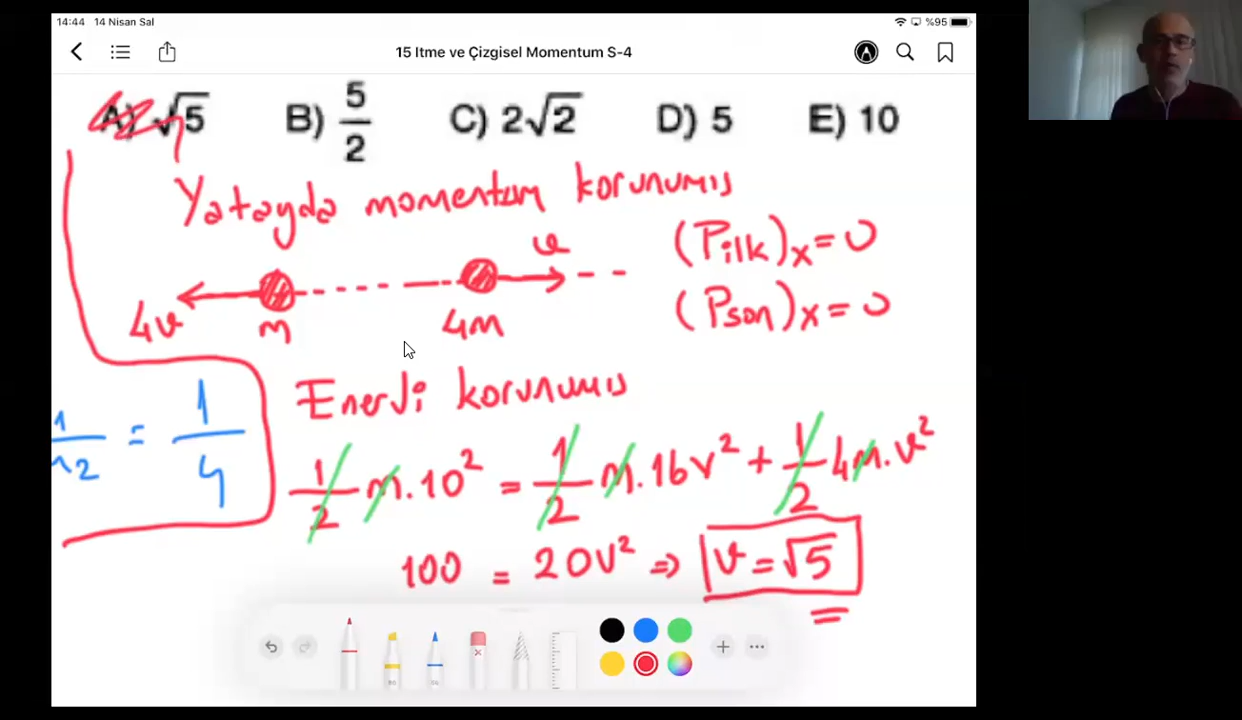 14:44 14 Nisan Sal
%95
15 Itme ve Çizgisel Momentum S-4
A) √5 B) 5/2 C) 2√2 D) 5 E) 10
Yatayda momentum korunumış
(Pilk)x = 0
4v v
m 4m
(Pson)x = 0
Enerji korunumış
= 1/4
1/2 m.10² = 1/2 m.16v² + 1/2 4m.v²
100 = 20v² ⇒ v = √5